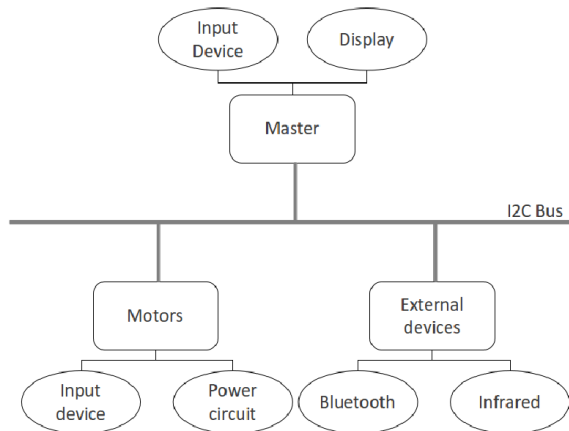 Input
Device
Display
Master
I2C Bus
Motors
External
devices
Input
device
Power
circuit
Bluetooth
Infrared